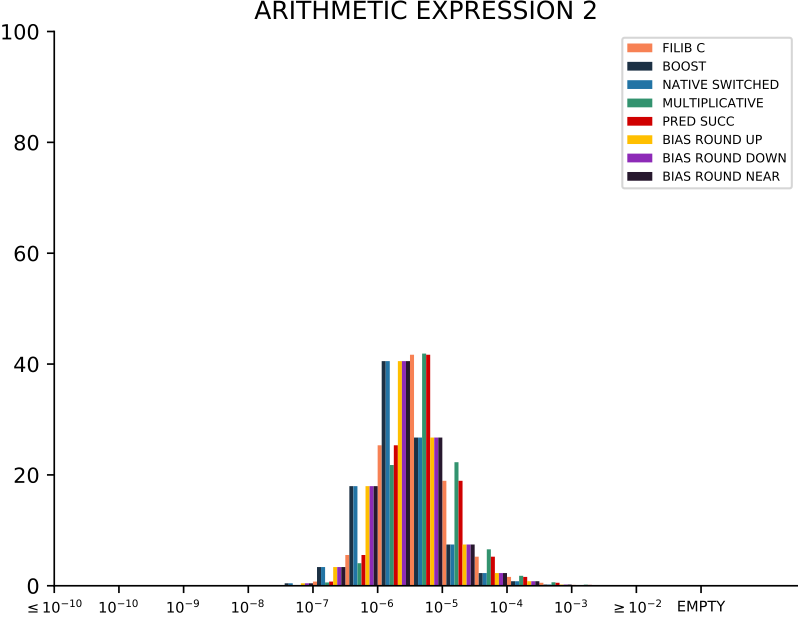 ARITHMETIC EXPRESSION 2
100
80
60
40
20
0
FILIB C
BOOST
NATIVE SWITCHED
MULTIPLICATIVE
PRED SUCC
BIAS ROUND UP
BIAS ROUND DOWN
BIAS ROUND NEAR
≤10⁻¹⁰ 10⁻¹⁰ 10⁻⁹ 10⁻⁸ 10⁻⁷ 10⁻⁶ 10⁻⁵ 10⁻⁴ 10⁻³ ≥10⁻² EMPTY